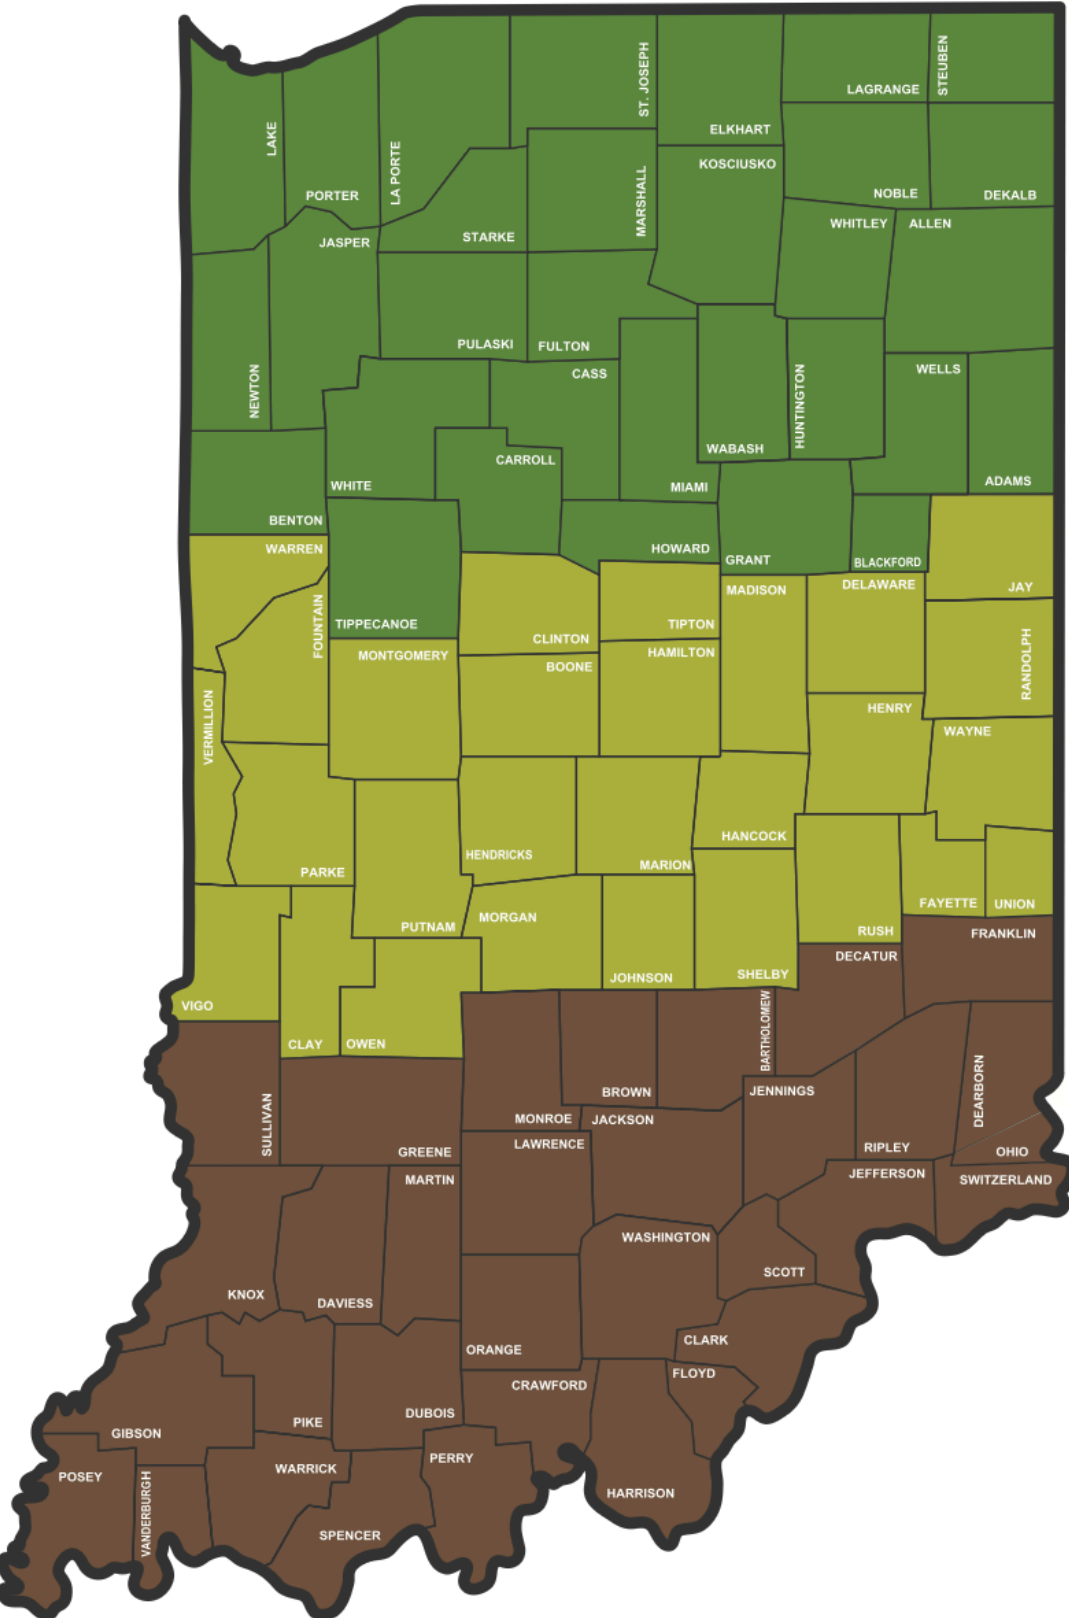 ST. JOSEPH
STEUBEN
LAGRANGE
LAKE
ELKHART
LA PORTE
KOSCIUSKO
PORTER
MARSHALL
NOBLE
DEKALB
JASPER
STARKE
WHITLEY
ALLEN
PULASKI
FULTON
CASS
NEWTON
HUNTINGTON
WELLS
WABASH
CARROLL
WHITE
MIAMI
ADAMS
BENTON
WARREN
HOWARD
GRANT
BLACKFORD
MADISON
DELAWARE
JAY
FOUNTAIN
TIPPECANOE
CLINTON
TIPTON
MONTGOMERY
BOONE
HAMILTON
RANDOLPH
VERMILLION
HENRY
WAYNE
HENDRICKS
HANCOCK
PARKE
MARION
PUTNAM
MORGAN
FAYETTE
UNION
RUSH
FRANKLIN
DECATUR
VIGO
JOHNSON
SHELBY
CLAY
OWEN
BARTHOLOMEW
BROWN
JENNINGS
DEARBORN
SULLIVAN
MONROE
JACKSON
GREENE
LAWRENCE
RIPLEY
OHIO
MARTIN
JEFFERSON
SWITZERLAND
WASHINGTON
SCOTT
KNOX
DAVIESS
ORANGE
CLARK
CRAWFORD
FLOYD
GIBSON
PIKE
DUBOIS
POSEY
WARRICK
PERRY
VANDERBURGH
HARRISON
SPENCER